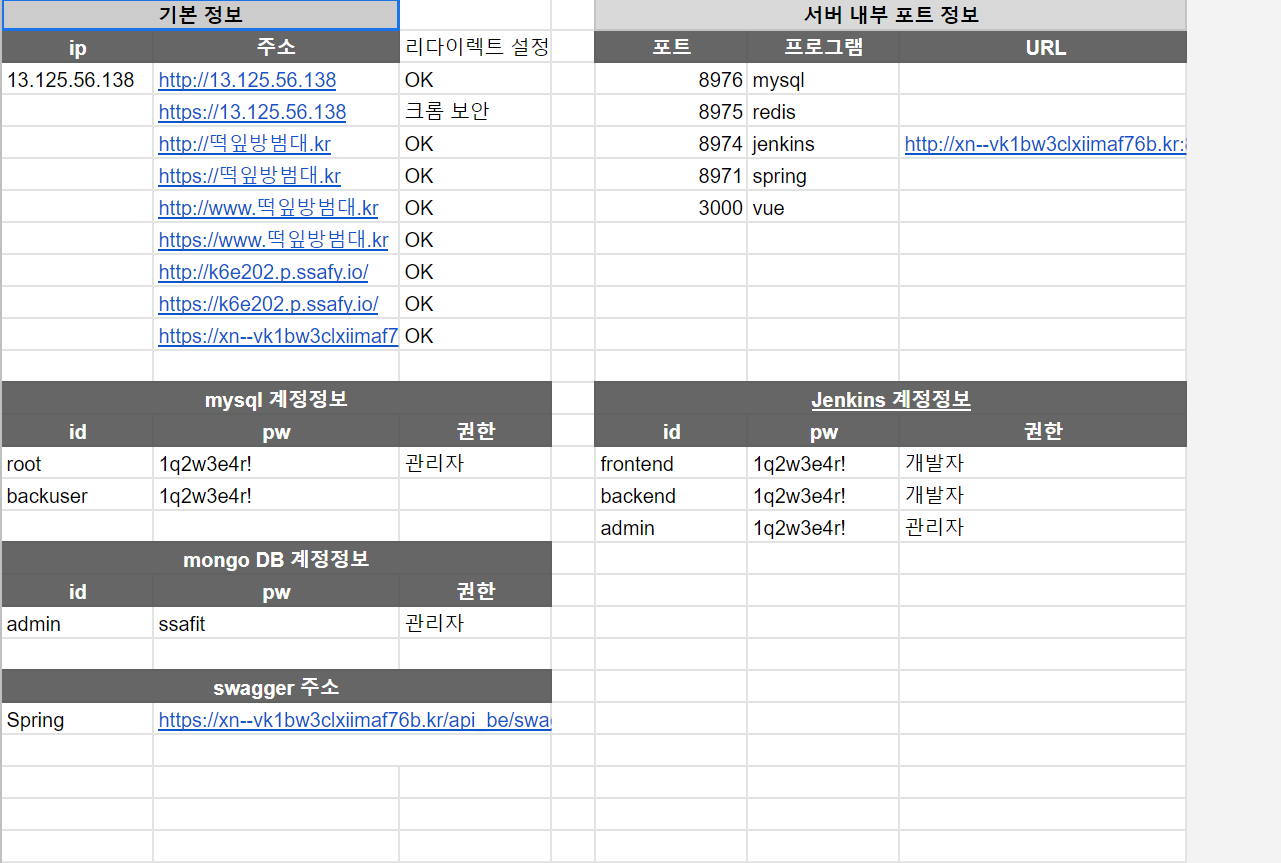 기본 정보
서버 내부 포트 정보
ip 주소 리다이렉트 설정
포트 프로그램 URL
13.125.56.138 http://13.125.56.138 OK
8976 mysql
https://13.125.56.138 크롬 보안
8975 redis
http://떡잎방범대.kr OK
8974 jenkins http://xn--vk1bw3clxiimaf76b.kr:
https://떡잎방범대.kr OK
8971 spring
http://www.떡잎방범대.kr OK
3000 vue
https://www.떡잎방범대.kr OK
http://k6e202.p.ssafy.io/ OK
https://k6e202.p.ssafy.io/ OK
https://xn--vk1bw3clxiimaf7 OK
mysql 계정정보
Jenkins 계정정보
id pw 권한
id pw 권한
root 1q2w3e4r! 관리자
frontend 1q2w3e4r! 개발자
backuser 1q2w3e4r!
backend 1q2w3e4r! 개발자
admin 1q2w3e4r! 관리자
mongo DB 계정정보
id pw 권한
admin ssafit 관리자
swagger 주소
Spring https://xn--vk1bw3clxiimaf76b.kr/api_be/swa